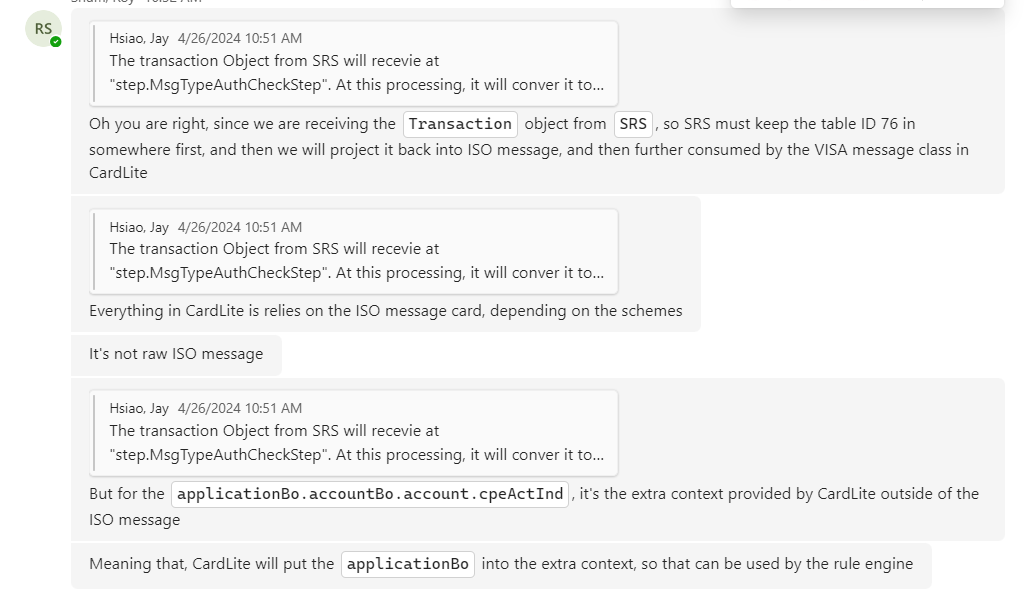 RS
Hsiao, Jay 4/26/2024 10:51 AM
The transaction Object from SRS will recevie at
"step.MsgTypeAuthCheckStep". At this processing, it will conver it to...
Oh you are right, since we are receiving the Transaction object from SRS, so SRS must keep the table ID 76 in
somewhere first, and then we will project it back into ISO message, and then further consumed by the VISA message class in
CardLite
Hsiao, Jay 4/26/2024 10:51 AM
The transaction Object from SRS will recevie at
"step.MsgTypeAuthCheckStep". At this processing, it will conver it to...
Everything in CardLite is relies on the ISO message card, depending on the schemes
It's not raw ISO message
Hsiao, Jay 4/26/2024 10:51 AM
The transaction Object from SRS will recevie at
"step.MsgTypeAuthCheckStep". At this processing, it will conver it to...
But for the applicationBo.accountBo.account.cpeActInd, it's the extra context provided by CardLite outside of the
ISO message
Meaning that, CardLite will put the applicationBo into the extra context, so that can be used by the rule engine